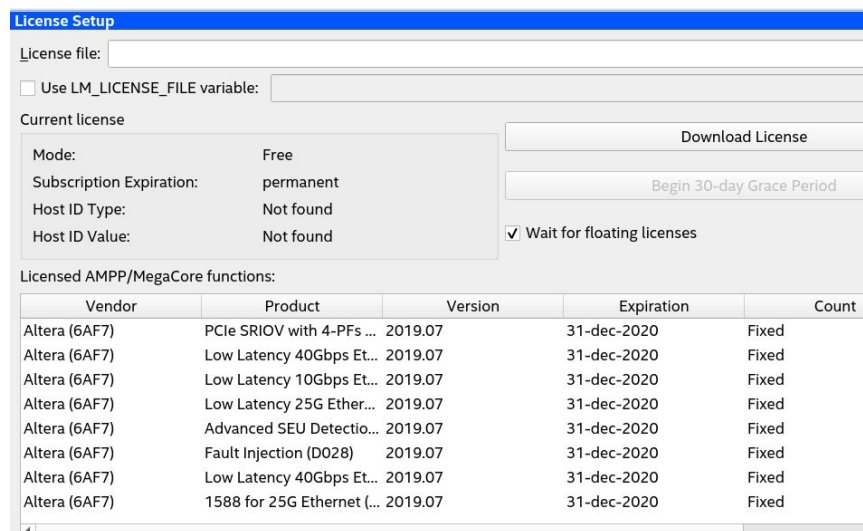 License Setup
License file:
Use LM_LICENSE_FILE variable:
Current license
Mode: Free
Subscription Expiration: permanent
Host ID Type: Not found
Host ID Value: Not found
Download License
Begin 30-day Grace Period
Wait for floating licenses
Licensed AMPP/MegaCore functions:
Vendor Product Version Expiration Count
Altera (6AF7) PCIe SRIOV with 4-PFs ... 2019.07 31-dec-2020 Fixed
Altera (6AF7) Low Latency 40Gbps Et... 2019.07 31-dec-2020 Fixed
Altera (6AF7) Low Latency 10Gbps Et... 2019.07 31-dec-2020 Fixed
Altera (6AF7) Low Latency 25G Ether... 2019.07 31-dec-2020 Fixed
Altera (6AF7) Advanced SEU Detectio... 2019.07 31-dec-2020 Fixed
Altera (6AF7) Fault Injection (D028) 2019.07 31-dec-2020 Fixed
Altera (6AF7) Low Latency 40Gbps Et... 2019.07 31-dec-2020 Fixed
Altera (6AF7) 1588 for 25G Ethernet (... 2019.07 31-dec-2020 Fixed